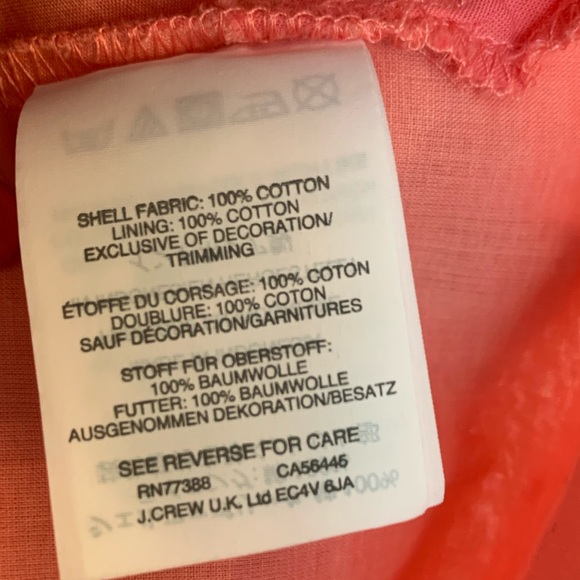 SHELL FABRIC: 100% COTTON
LINING: 100% COTTON
EXCLUSIVE OF DECORATION/
TRIMMING
ÉTOFFE DU CORSAGE: 100% COTON
DOUBLURE: 100% COTON
SAUF DÉCORATION/GARNITURES
STOFF FÜR OBERSTOFF:
100% BAUMWOLLE
FUTTER: 100% BAUMWOLLE
AUSGENOMMEN DEKORATION/BESATZ
SEE REVERSE FOR CARE
RN77388 CA56446
J.CREW U.K. Ltd EC4V 6JA